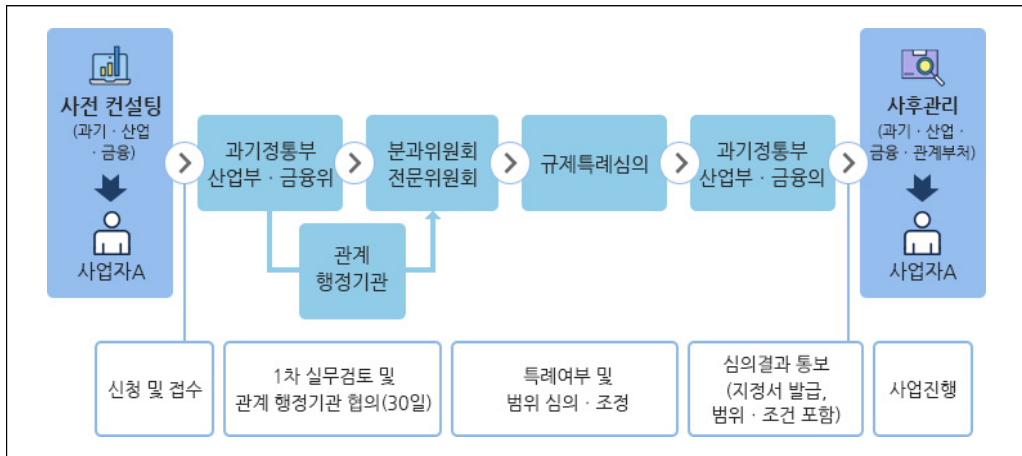 사전 컨설팅
(과기 · 산업
· 금융)
사업자A
과기정통부
산업부 · 금융위
관계
행정기관
분과위원회
전문위원회
규제특례심의
과기정통부
산업부 · 금융의
사후관리
(과기 · 산업 ·
금융 · 관계부처)
사업자A
신청 및 접수
1차 실무검토 및
관계 행정기관 협의(30일)
특례여부 및
범위 심의 · 조정
심의결과 통보
(지정서 발급,
범위 · 조건 포함)
사업진행